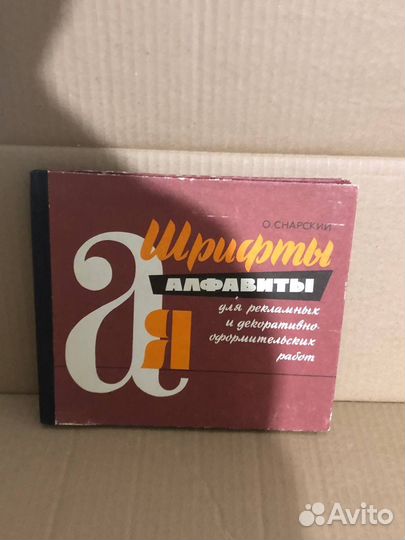 О. СНАРСКИЙ
Шрифты
АЛФАВИТЫ
для рекламных
и декоративно-
оформительских
работ
а
Я
Avito